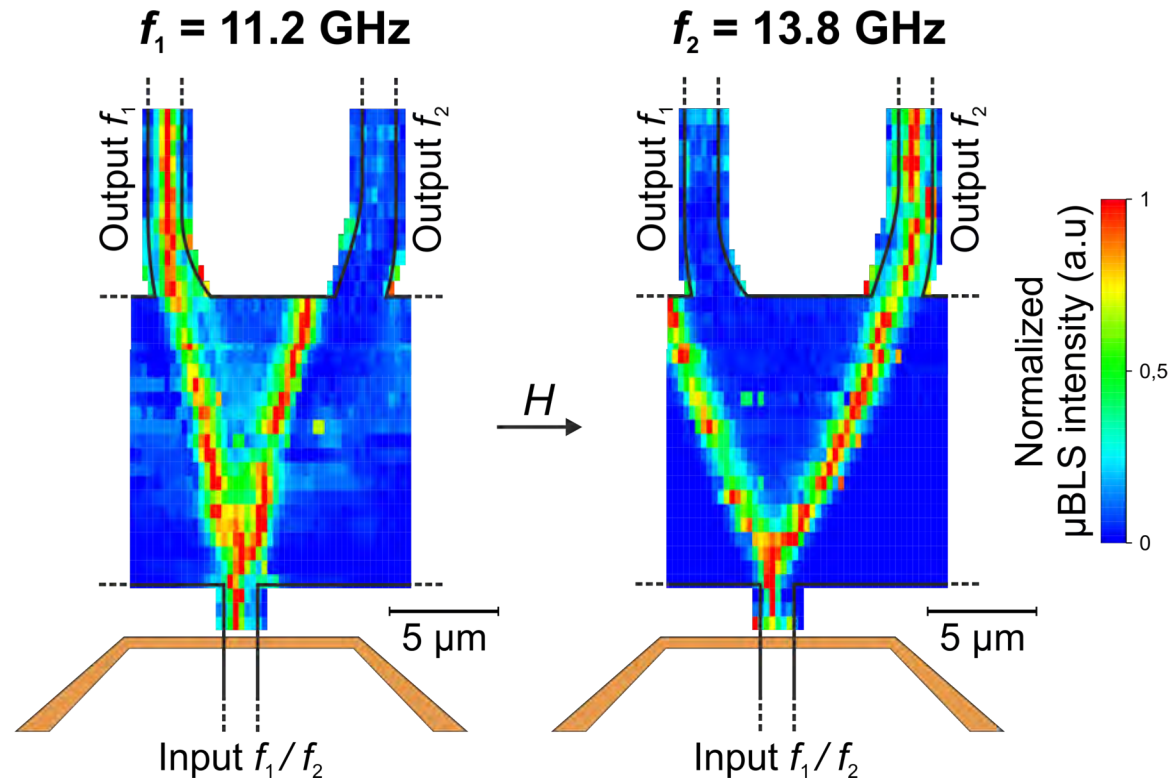 f₁ = 11.2 GHz
f₂ = 13.8 GHz
Output f₁
Output f₂
Output f₁
Output f₂
H
1
0,5
0
Normalized
µBLS intensity (a.u)
5 µm
5 µm
Input f₁/f₂
Input f₁/f₂